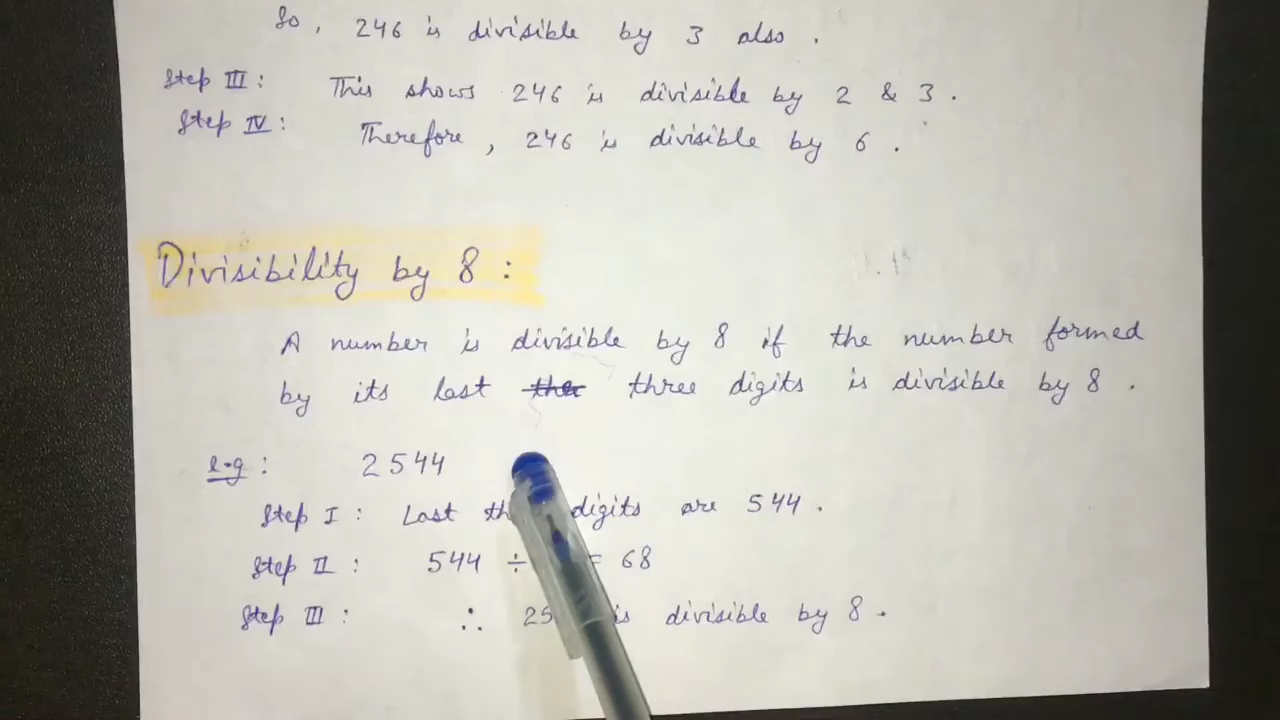 So, 246 is divisible by 3 also.
Step III: This shows 246 is divisible by 2 & 3.
Step IV: Therefore, 246 is divisible by 6.
Divisibility by 8:
A number is divisible by 8 if the number formed
by its last three digits is divisible by 8.
e.g: 2544
Step I: Last digits are 544.
Step II: 544 ÷ = 68
Step III: ∴ is divisible by 8.